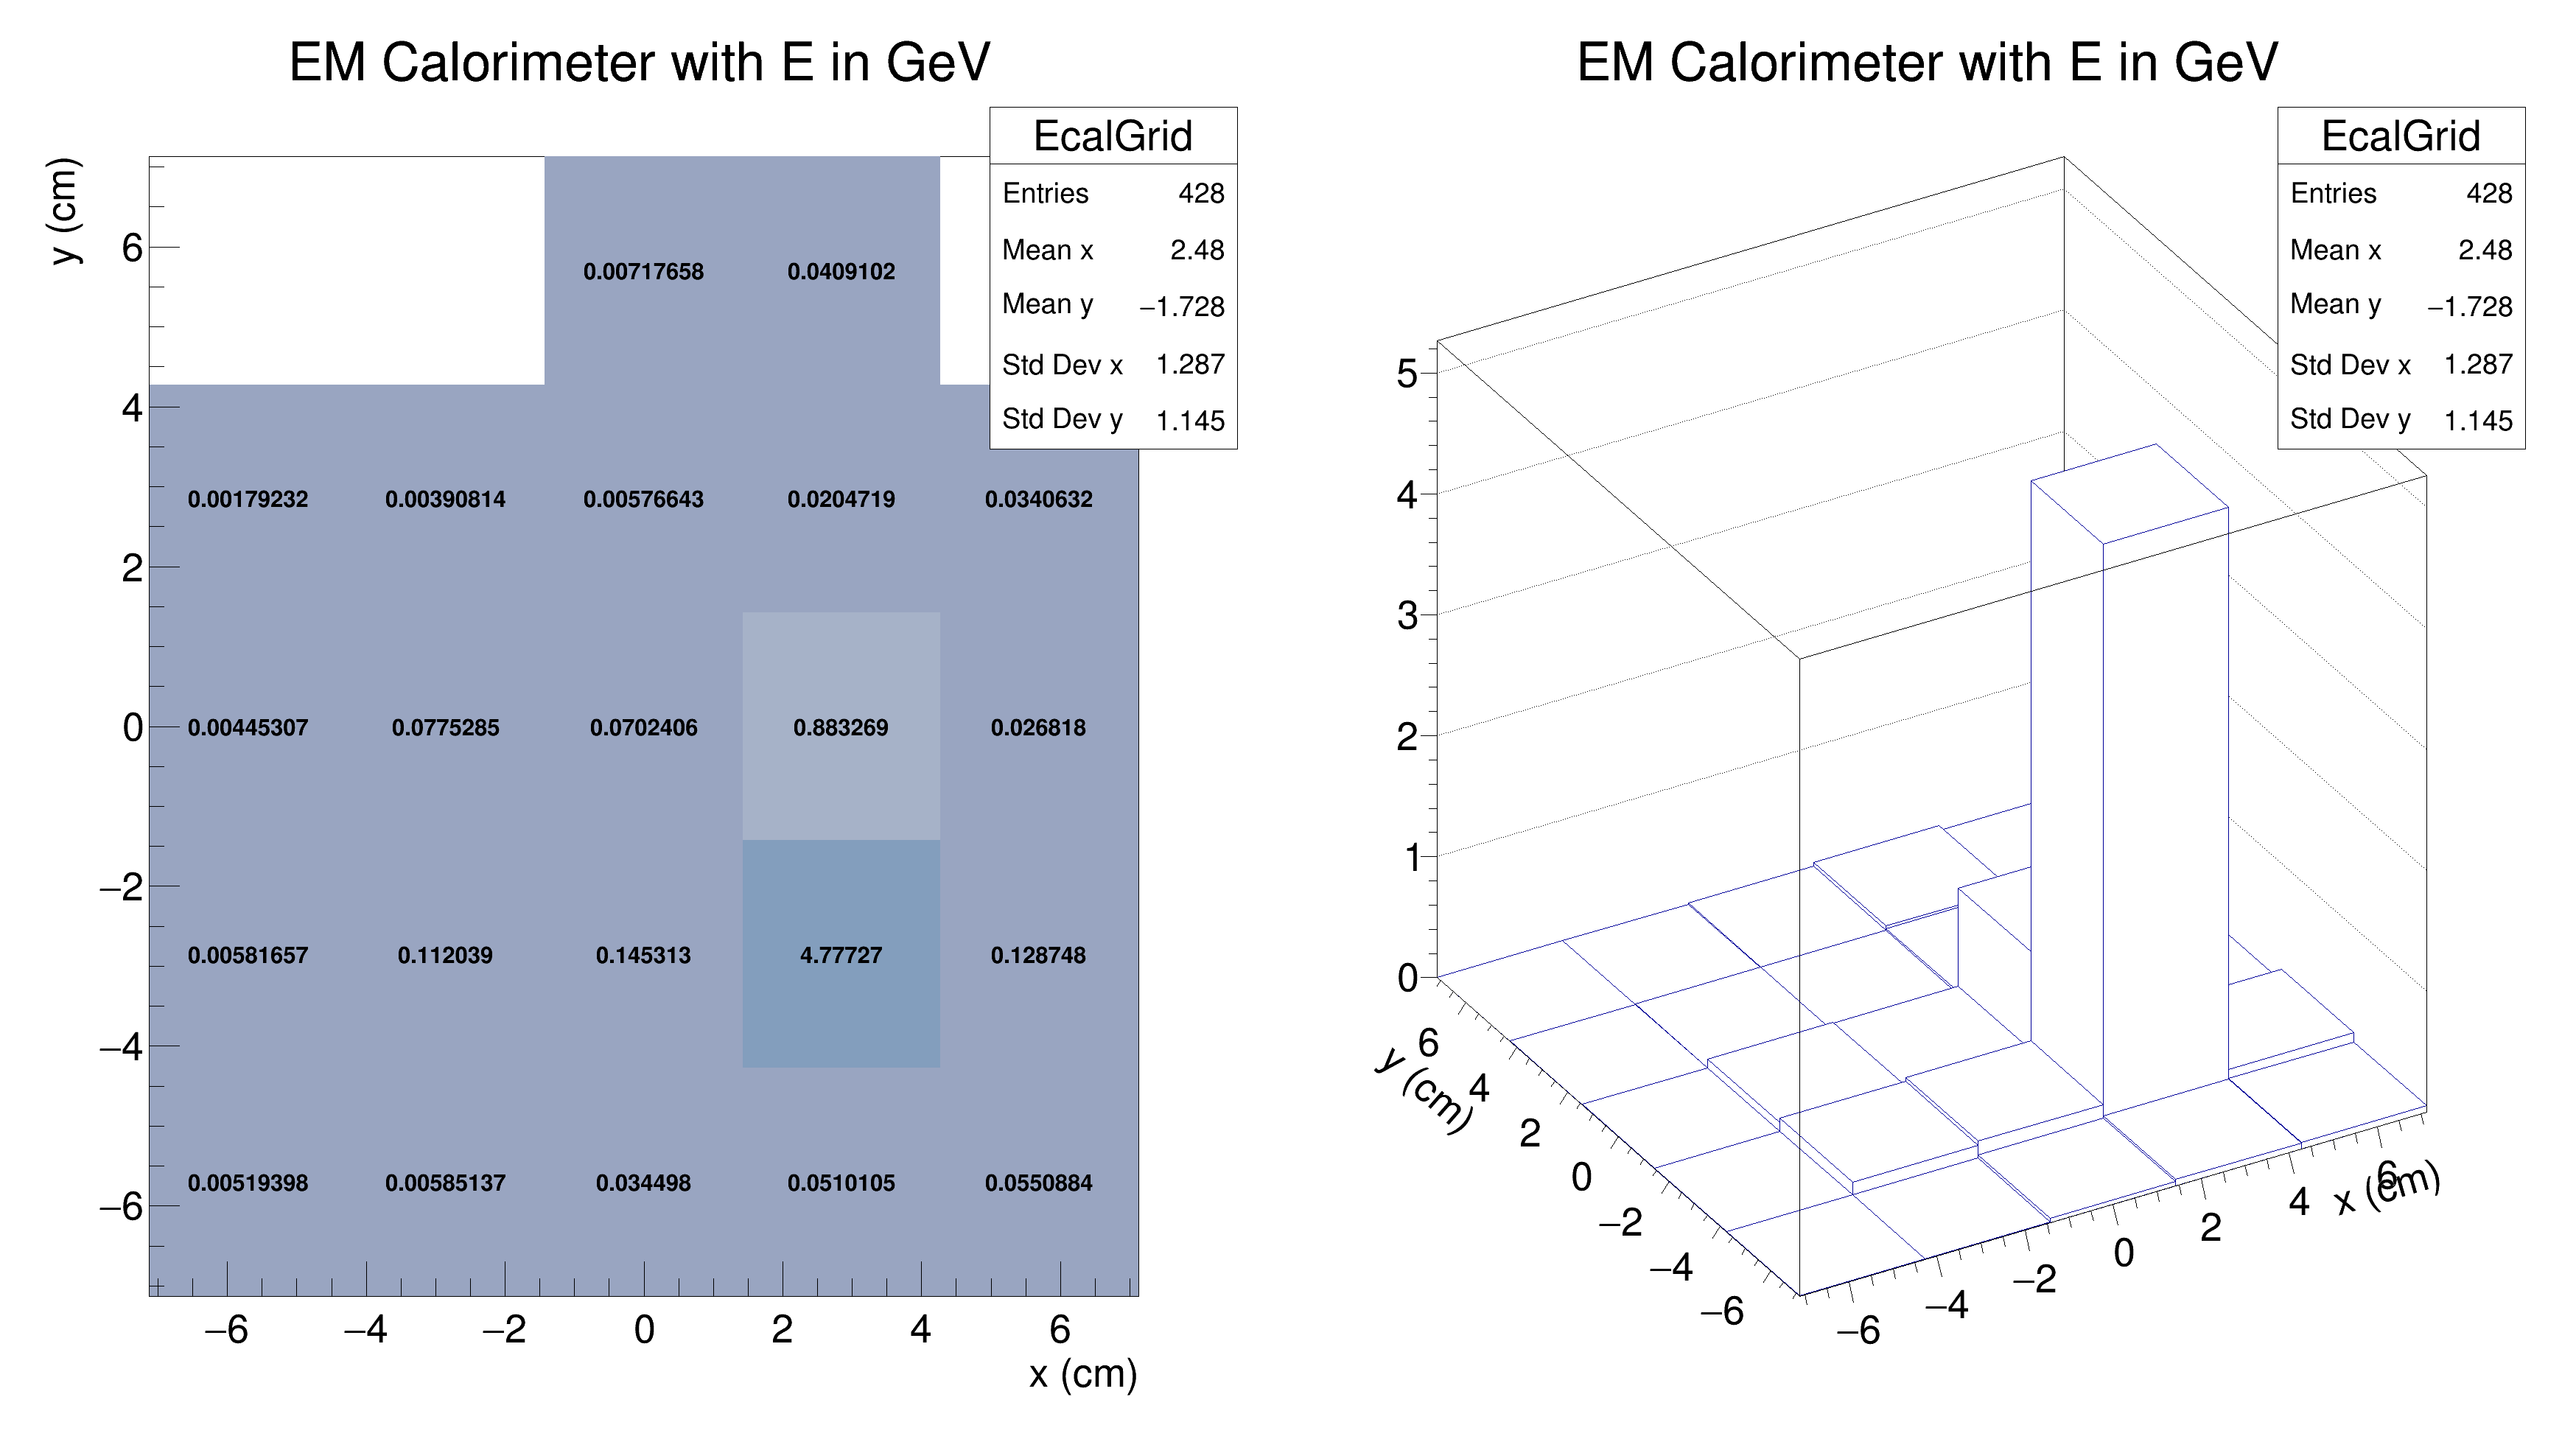 EM Calorimeter with E in GeV
EcalGrid
Entries 428
Mean x 2.48
Mean y −1.728
Std Dev x 1.287
Std Dev y 1.145
y (cm)
6
4
2
0
−2
−4
−6
0.00717658 0.0409102
0.00179232 0.00390814 0.00576643 0.0204719 0.0340632
0.00445307 0.0775285 0.0702406 0.883269 0.026818
0.00581657 0.112039 0.145313 4.77727 0.128748
0.00519398 0.00585137 0.034498 0.0510105 0.0550884
−6 −4 −2 0 2 4 6
x (cm)
EM Calorimeter with E in GeV
EcalGrid
Entries 428
Mean x 2.48
Mean y −1.728
Std Dev x 1.287
Std Dev y 1.145
5
4
3
2
1
0
6
4
2
0
−2
−4
−6
y (cm)
−6 −4 −2 0 2 4 6
x (cm)